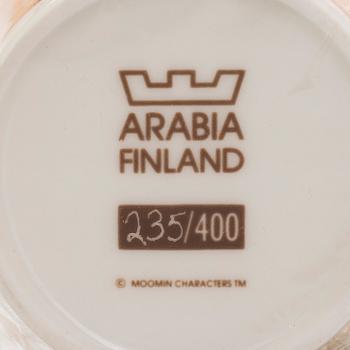 ARABIA
FINLAND
235/400
© MOOMIN CHARACTERS TM